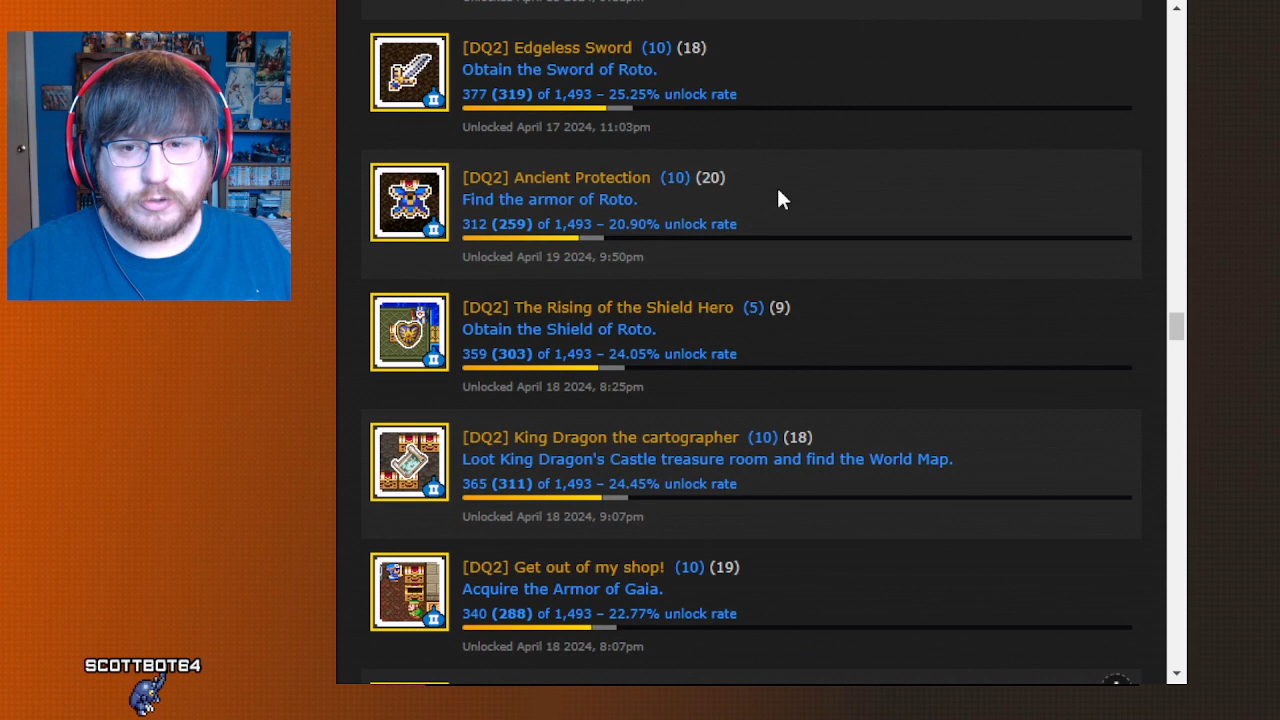 [DQ2] Edgeless Sword (10) (18)
Obtain the Sword of Roto.
377 (319) of 1,493 – 25.25% unlock rate
Unlocked April 17 2024, 11:03pm
[DQ2] Ancient Protection (10) (20)
Find the armor of Roto.
312 (259) of 1,493 – 20.90% unlock rate
Unlocked April 19 2024, 9:50pm
[DQ2] The Rising of the Shield Hero (5) (9)
Obtain the Shield of Roto.
359 (303) of 1,493 – 24.05% unlock rate
Unlocked April 18 2024, 8:25pm
[DQ2] King Dragon the cartographer (10) (18)
Loot King Dragon's Castle treasure room and find the World Map.
365 (311) of 1,493 – 24.45% unlock rate
Unlocked April 18 2024, 9:07pm
[DQ2] Get out of my shop! (10) (19)
Acquire the Armor of Gaia.
340 (288) of 1,493 – 22.77% unlock rate
Unlocked April 18 2024, 8:07pm
SCOTTBOT64